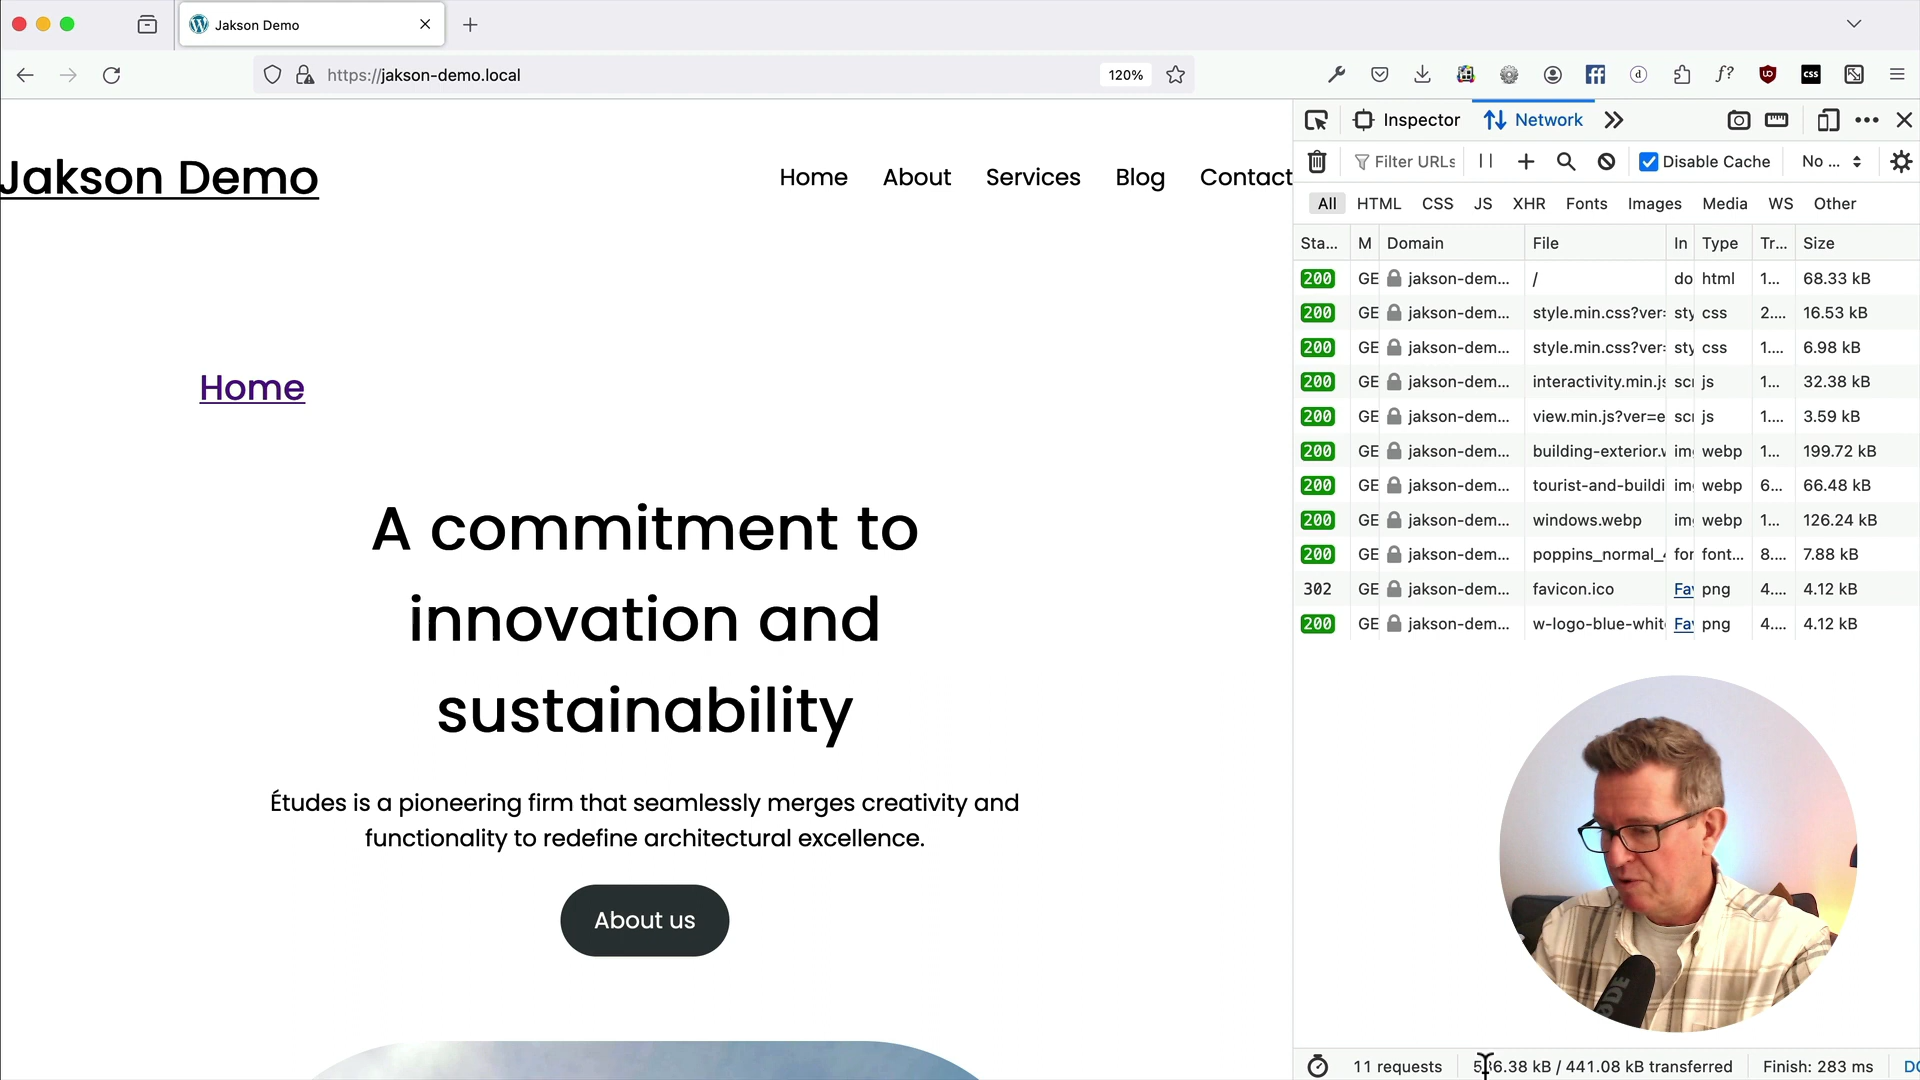 Jakson Demo
https://jakson-demo.local
120%
f?
css
Inspector
Network
Filter URLs
Disable Cache
No ...
All HTML CSS JS XHR Fonts Images Media WS Other
Sta... M Domain File In Type Tr... Size
200 GE jakson-dem... / do html 1... 68.33 kB
200 GE jakson-dem... style.min.css?ver= sty css 2.... 16.53 kB
200 GE jakson-dem... style.min.css?ver= sty css 1.... 6.98 kB
200 GE jakson-dem... interactivity.min.js scr js 1... 32.38 kB
200 GE jakson-dem... view.min.js?ver=e scr js 1.... 3.59 kB
200 GE jakson-dem... building-exterior.w im webp 1... 199.72 kB
200 GE jakson-dem... tourist-and-buildi im webp 6... 66.48 kB
200 GE jakson-dem... windows.webp im webp 1... 126.24 kB
200 GE jakson-dem... poppins_normal_4 for font... 8.... 7.88 kB
302 GE jakson-dem... favicon.ico Fav png 4.... 4.12 kB
200 GE jakson-dem... w-logo-blue-whit Fav png 4.... 4.12 kB
11 requests
6.38 kB / 441.08 kB transferred
Finish: 283 ms
Jakson Demo
Home About Services Blog Contact
Home
A commitment to
innovation and
sustainability
Études is a pioneering firm that seamlessly merges creativity and
functionality to redefine architectural excellence.
About us